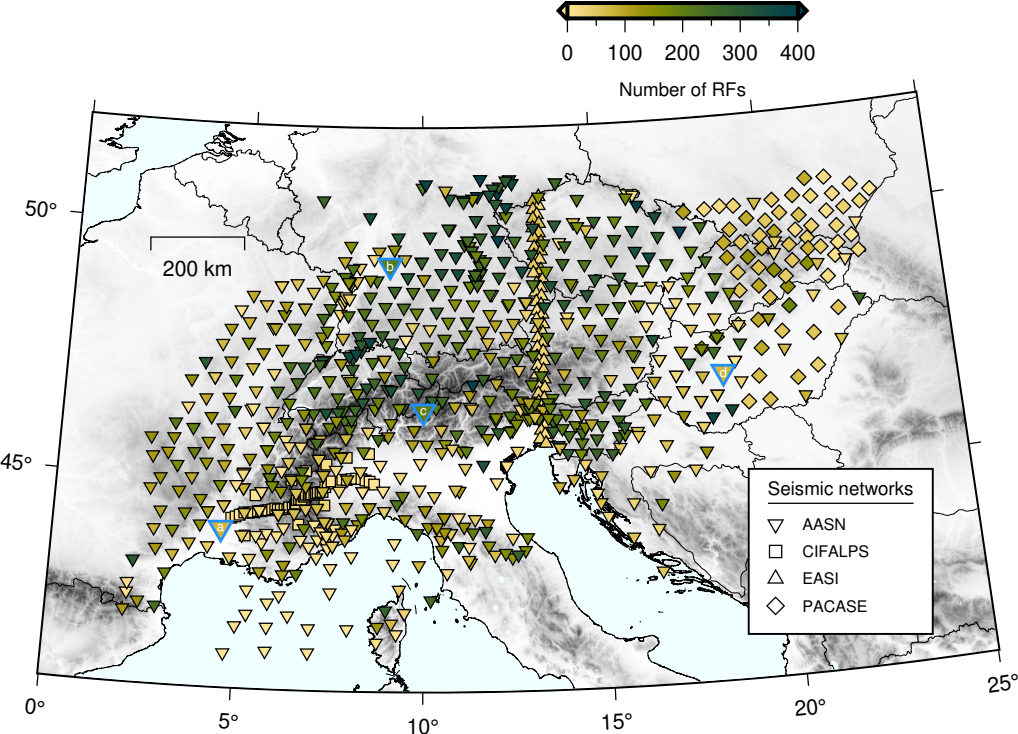 0 100 200 300 400
Number of RFs
50°
200 km
b
d
c
45°
a
Seismic networks
AASN
CIFALPS
EASI
PACASE
0° 5° 10° 15° 20° 25°